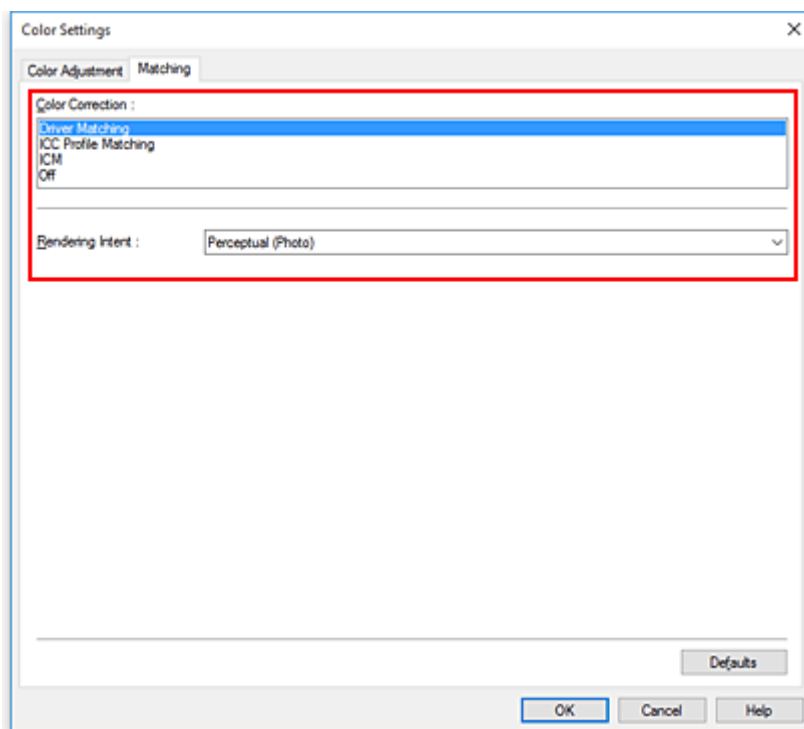 Color Settings
Color Adjustment Matching
Color Correction :
Driver Matching
ICC Profile Matching
ICM
Off
Rendering Intent : Perceptual (Photo)
Defaults
OK Cancel Help